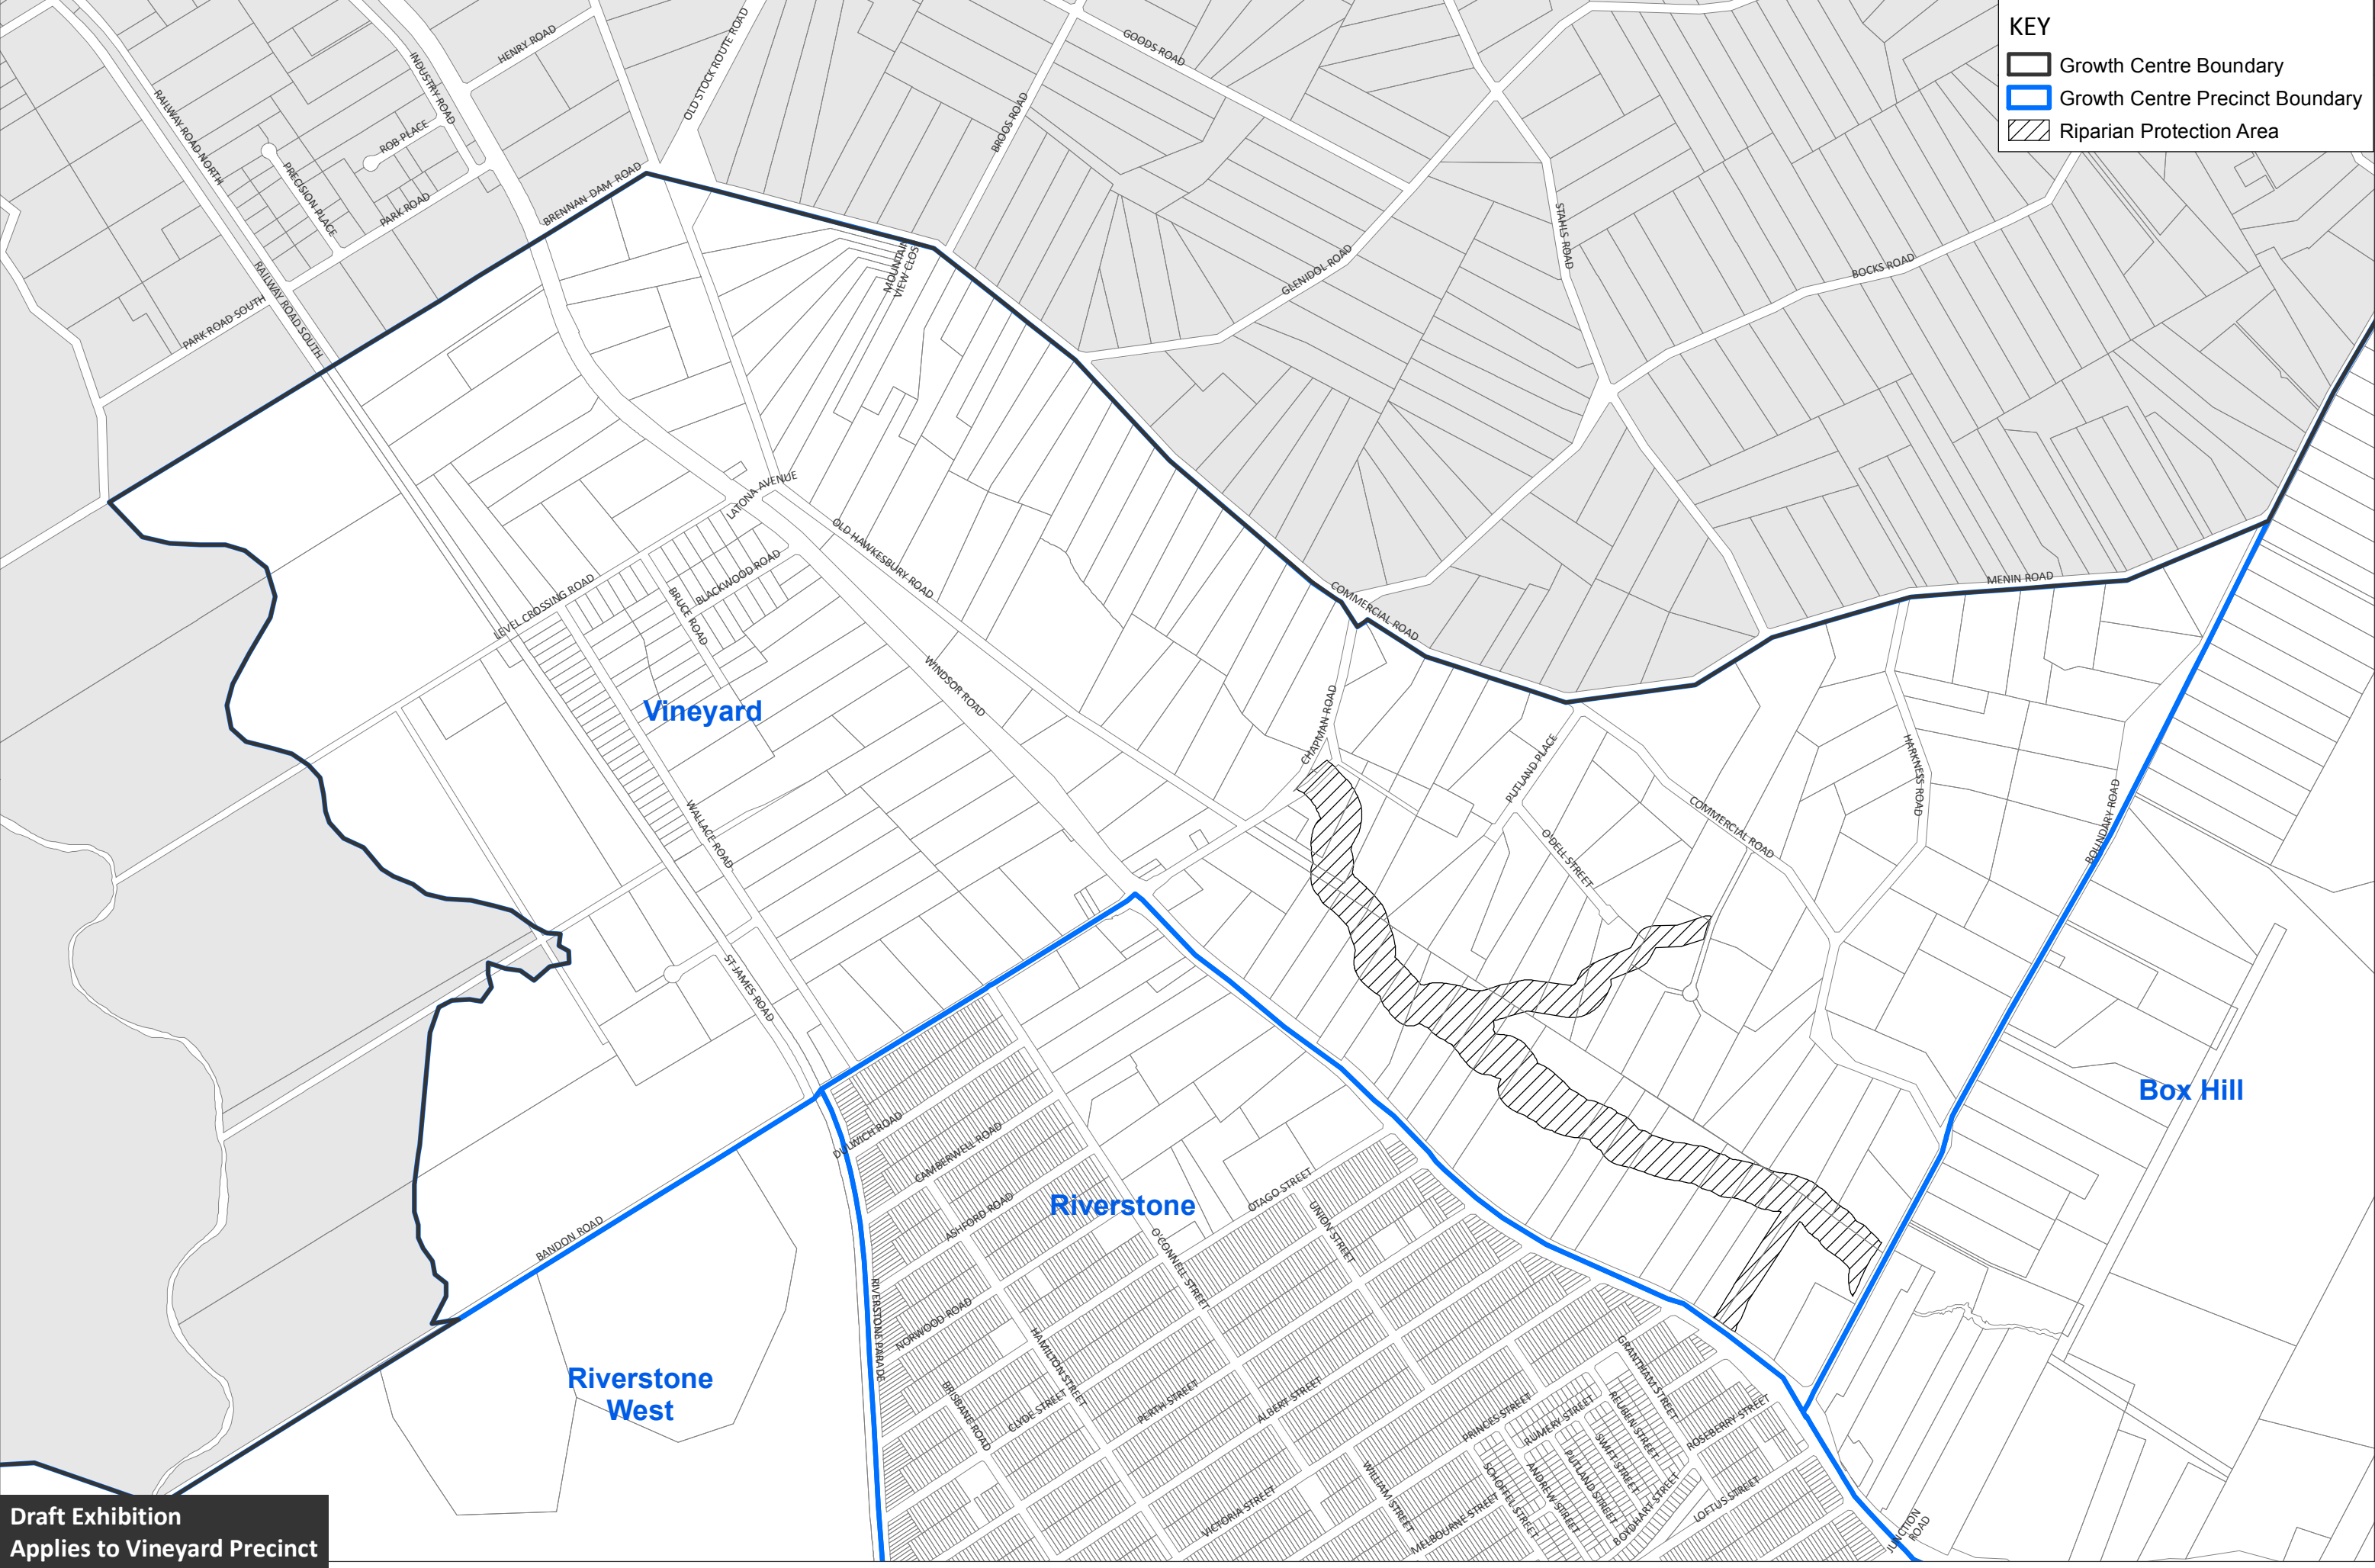 KEY
Growth Centre Boundary
Growth Centre Precinct Boundary
Riparian Protection Area
HENRY ROAD
INDUSTRY ROAD
OLD STOCK ROUTE ROAD
GOODS ROAD
BROOS ROAD
RAILWAY ROAD NORTH
ROB PLACE
PRECISION PLACE
PARK ROAD
BRENNAN DAM ROAD
STAHLS ROAD
GLENIDOL ROAD
BOCKS ROAD
MOUNTAIN
VIEW CLOS
RAILWAY ROAD SOUTH
PARK ROAD SOUTH
LATONA AVENUE
OLD HAWKESBURY ROAD
BLACKWOOD ROAD
LEVEL CROSSING ROAD
BRUCE ROAD
COMMERCIAL ROAD
MENIN ROAD
WINDSOR ROAD
Vineyard
CHAPMAN ROAD
PUTLAND PLACE
HARKNESS ROAD
COMMERCIAL ROAD
BOUNDARY ROAD
WALLACE ROAD
O'DELL STREET
ST JAMES ROAD
Box Hill
DULWICH ROAD
CAMBERWELL ROAD
ASHFORD ROAD
Riverstone
OTAGO STREET
UNION STREET
BANDON ROAD
O'CONNELL STREET
RIVERSTONE PARADE
NORWOOD ROAD
HAMILTON STREET
Riverstone
West
BRISBANE ROAD
CLYDE STREET
PERTH STREET
ALBERT STREET
PRINCES STREET
RUMERY STREET
REUBEN STREET
GRANTHAM STREET
ROSEBERRY STREET
SWIFT STREET
PUTLAND STREET
ANDREW STREET
SCHOFFEL STREET
WILLIAM STREET
VICTORIA STREET
MELBOURNE STREET
BOYDHART STREET
LOFTUS STREET
JUNCTION
ROAD
Draft Exhibition
Applies to Vineyard Precinct